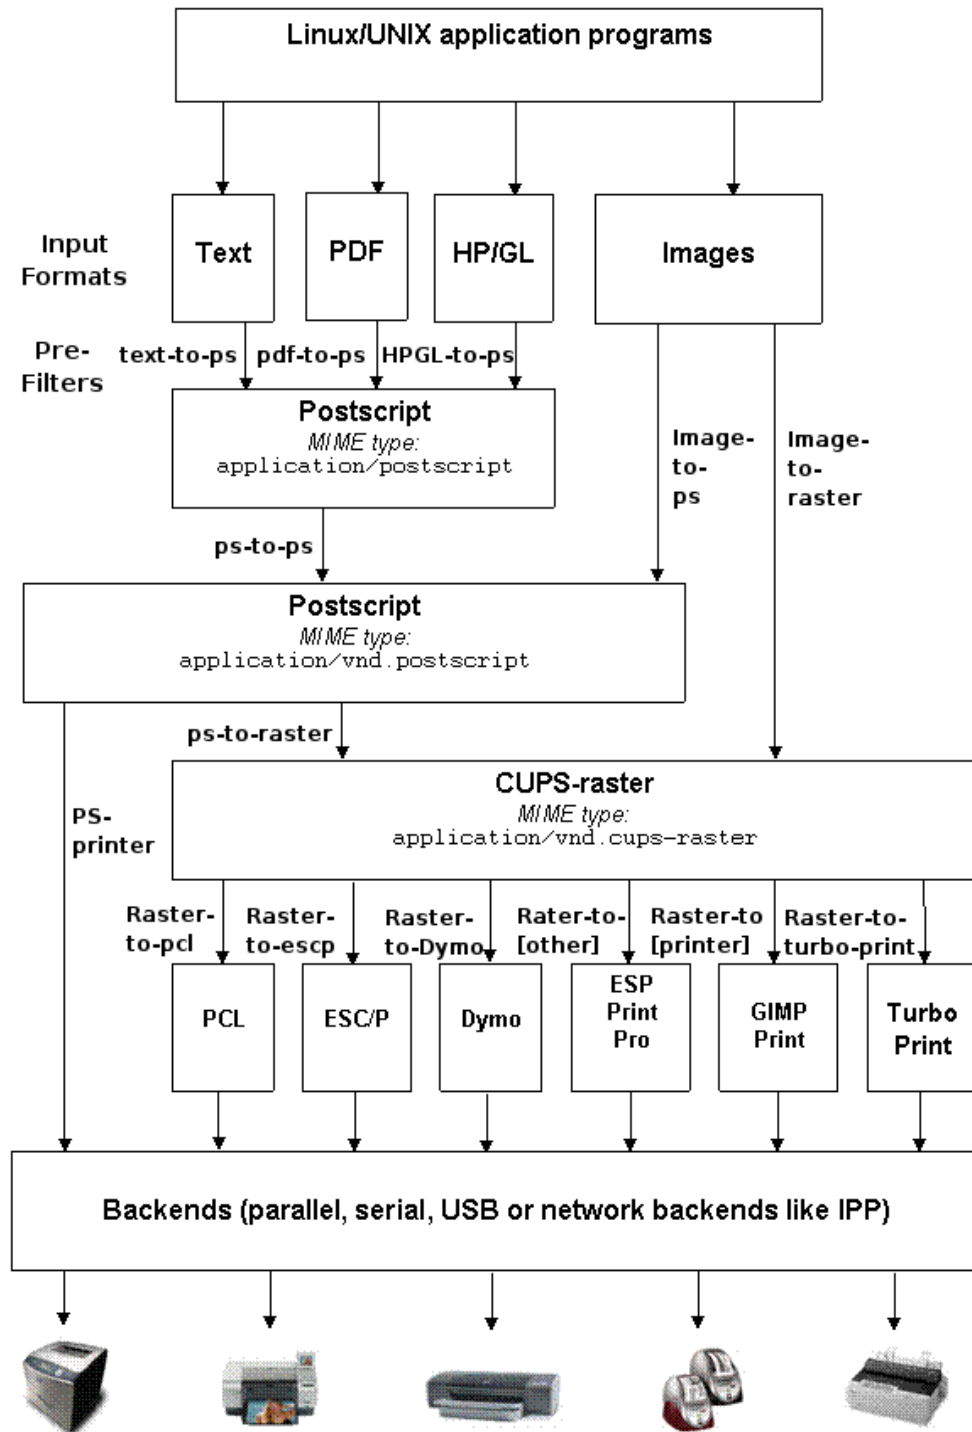 Linux/UNIX application programs
Input
Formats
Text
PDF
HP/GL
Images
Pre-
Filters
text-to-ps
pdf-to-ps
HPGL-to-ps
Postscript
MIME type:
application/postscript
Image-
to-
ps
Image-
to-
raster
ps-to-ps
Postscript
MIME type:
application/vnd.postscript
ps-to-raster
CUPS-raster
MIME type:
application/vnd.cups-raster
PS-
printer
Raster-
to-pcl
Raster-
to-escp
Raster-
to-Dymo
Rater-to-
[other]
Raster-to
[printer]
Raster-to-
turbo-print
PCL
ESC/P
Dymo
ESP
Print
Pro
GIMP
Print
Turbo
Print
Backends (parallel, serial, USB or network backends like IPP)